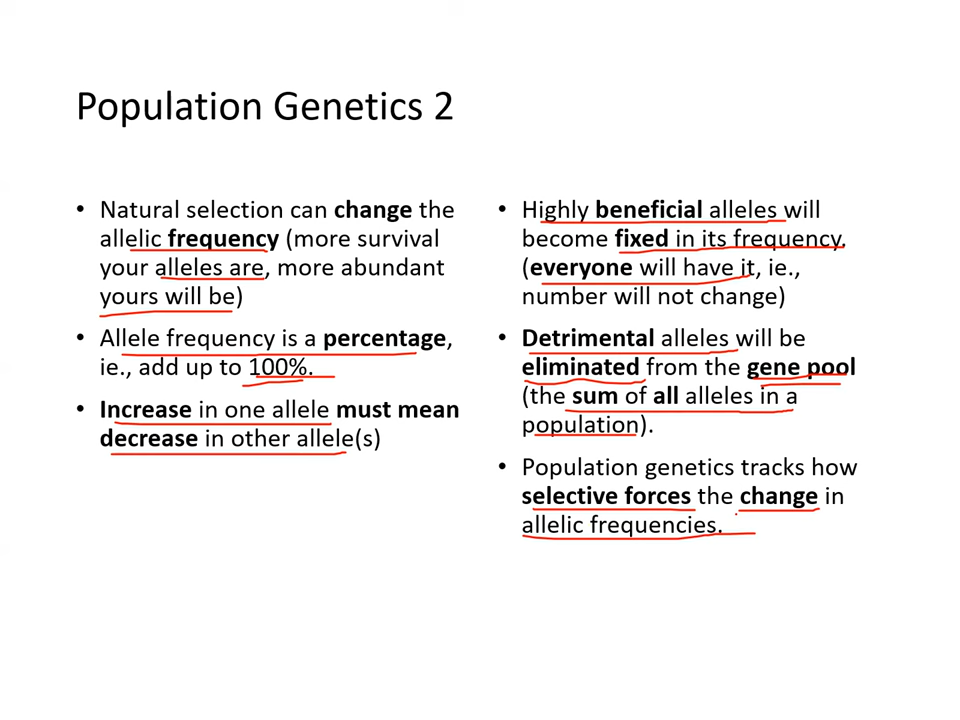 Population Genetics 2
• Natural selection can change the
allelic frequency (more survival
your alleles are, more abundant
yours will be)
• Allele frequency is a percentage,
ie., add up to 100%.
• Increase in one allele must mean
decrease in other allele(s)
• Highly beneficial alleles will
become fixed in its frequency.
(everyone will have it, ie.,
number will not change)
• Detrimental alleles will be
eliminated from the gene pool
(the sum of all alleles in a
population).
• Population genetics tracks how
selective forces the change in
allelic frequencies.